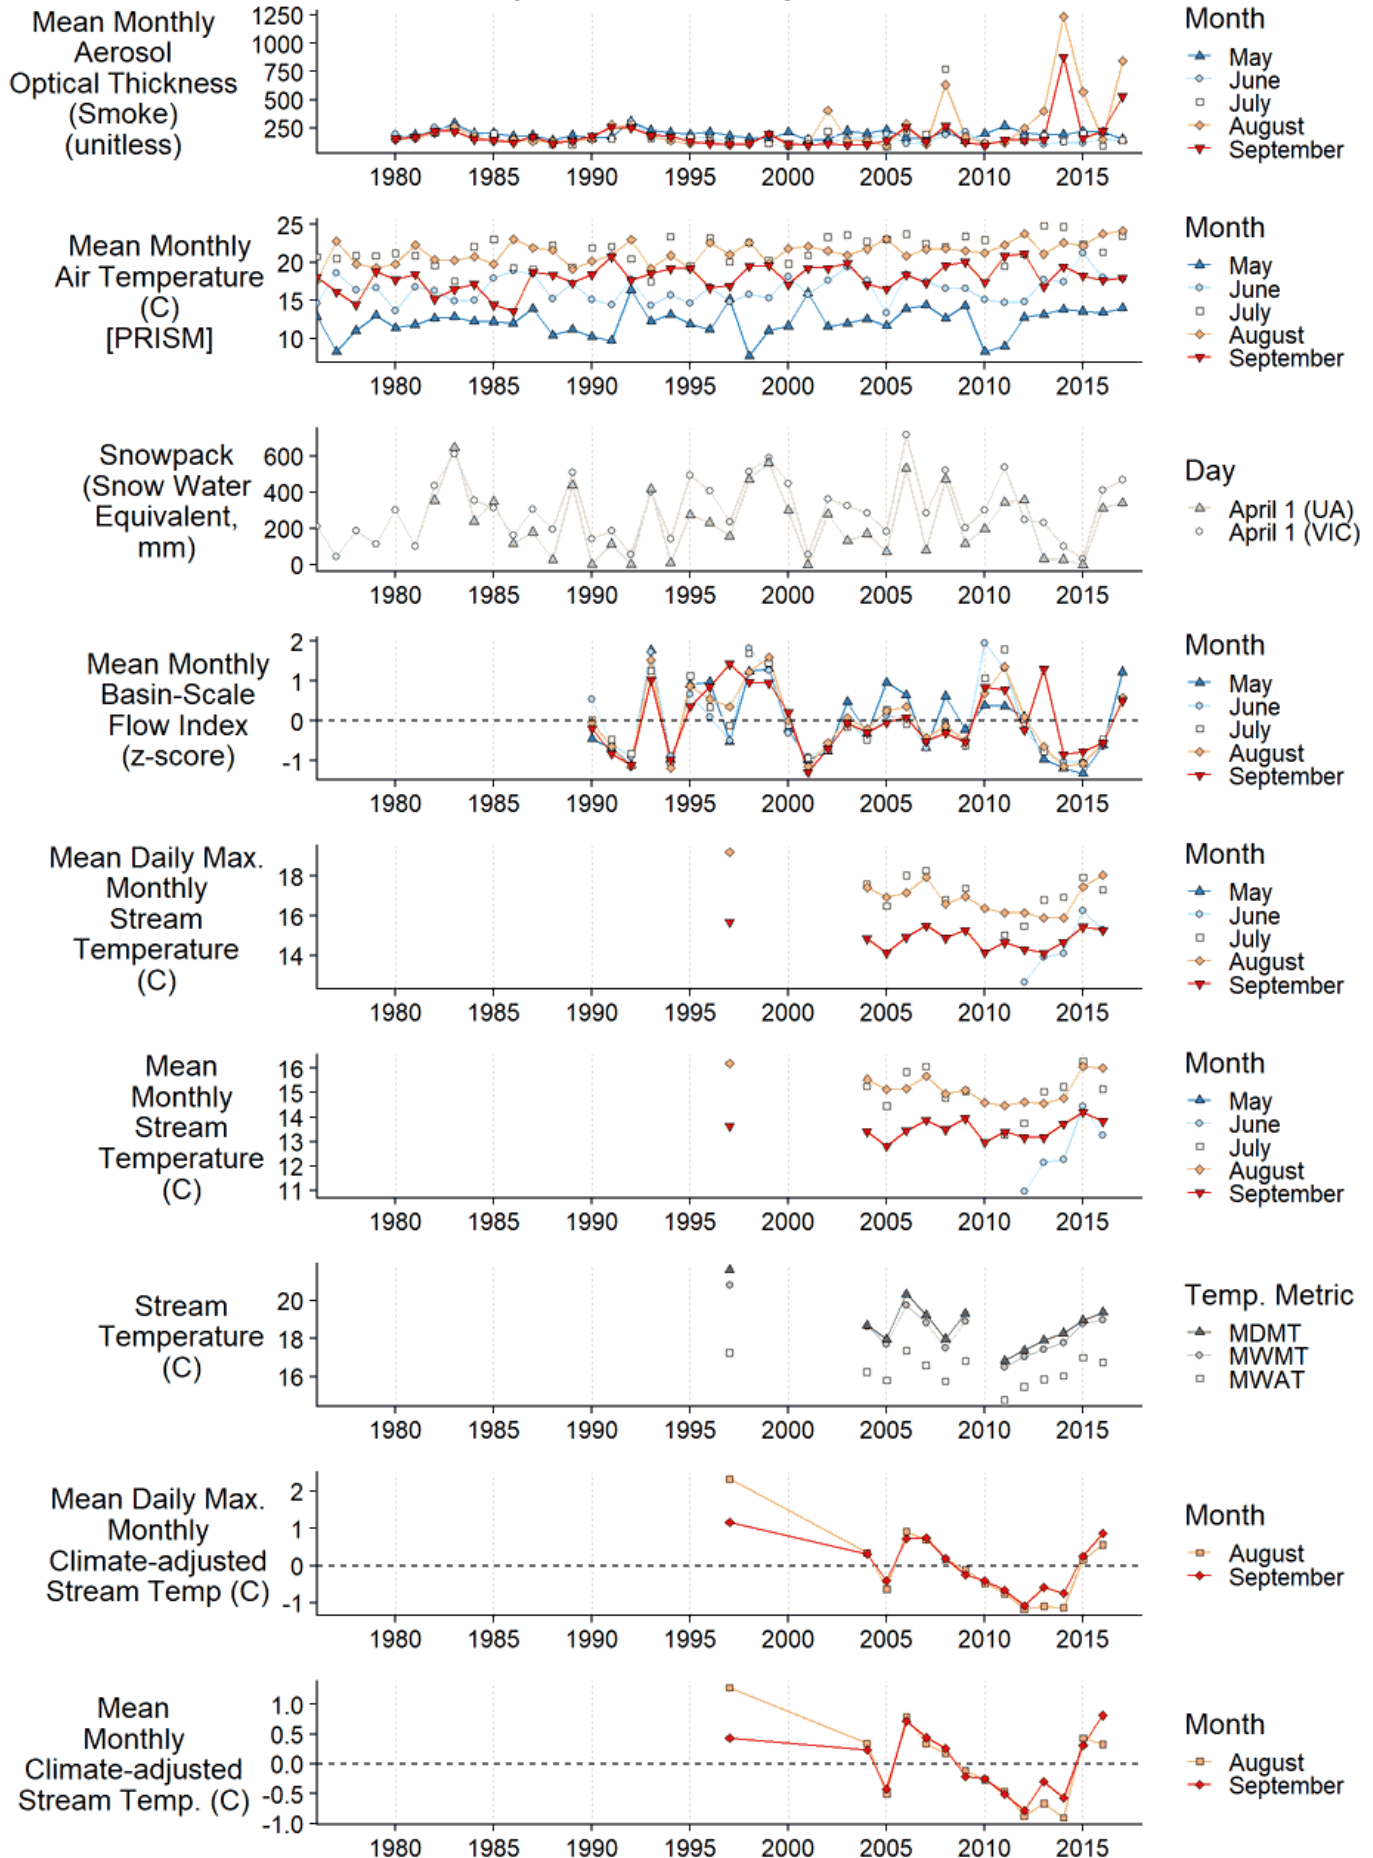 Mean Monthly
Aerosol
Optical Thickness
(Smoke)
(unitless)
1250
1000
750
500
250
1980 1985 1990 1995 2000 2005 2010 2015
Month
May
June
July
August
September
Mean Monthly
Air Temperature
(C)
[PRISM]
25
20
15
10
1980 1985 1990 1995 2000 2005 2010 2015
Month
May
June
July
August
September
Snowpack
(Snow Water
Equivalent,
mm)
600
400
200
0
1980 1985 1990 1995 2000 2005 2010 2015
Day
April 1 (UA)
April 1 (VIC)
Mean Monthly
Basin-Scale
Flow Index
(z-score)
2
1
0
-1
1980 1985 1990 1995 2000 2005 2010 2015
Month
May
June
July
August
September
Mean Daily Max.
Monthly
Stream
Temperature
(C)
18
16
14
1980 1985 1990 1995 2000 2005 2010 2015
Month
May
June
July
August
September
Mean
Monthly
Stream
Temperature
(C)
16
15
14
13
12
11
1980 1985 1990 1995 2000 2005 2010 2015
Month
May
June
July
August
September
Stream
Temperature
(C)
20
18
16
1980 1985 1990 1995 2000 2005 2010 2015
Temp. Metric
MDMT
MWMT
MWAT
Mean Daily Max.
Monthly
Climate-adjusted
Stream Temp (C)
2
1
0
-1
1980 1985 1990 1995 2000 2005 2010 2015
Month
August
September
Mean
Monthly
Climate-adjusted
Stream Temp. (C)
1.0
0.5
0.0
-0.5
-1.0
1980 1985 1990 1995 2000 2005 2010 2015
Month
August
September